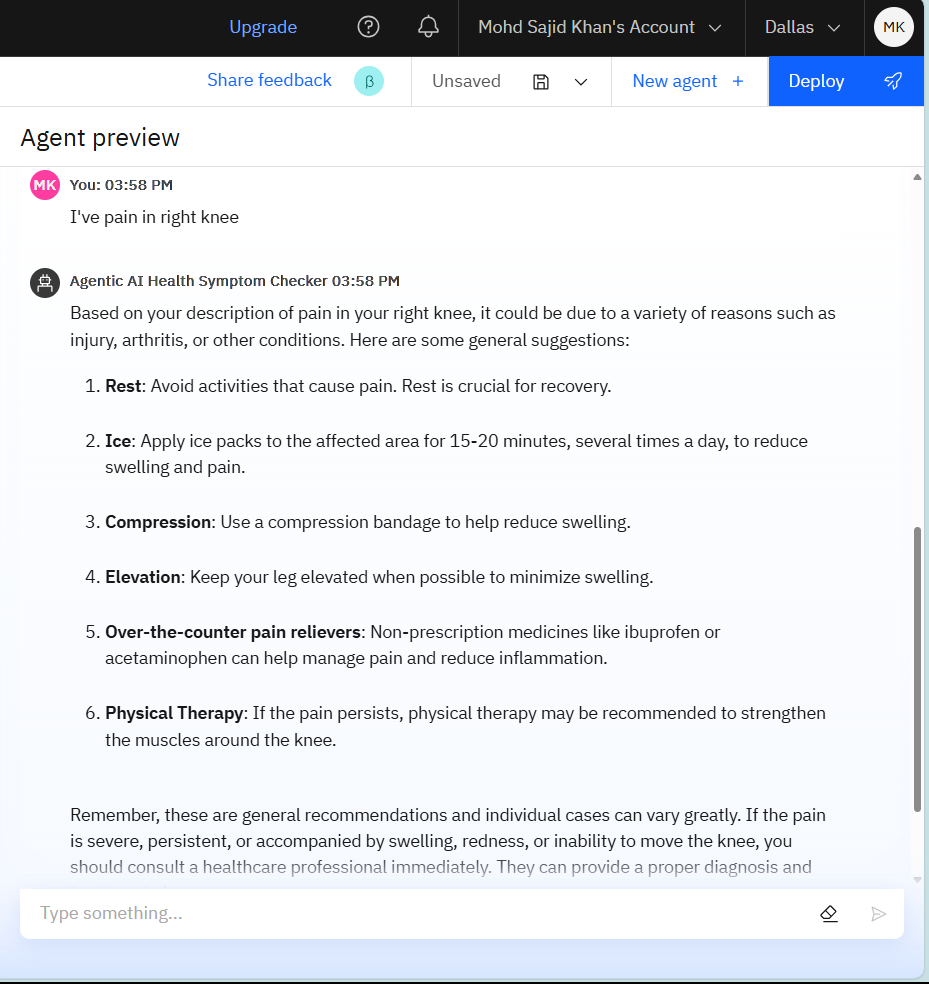 Upgrade Mohd Sajid Khan's Account Dallas MK
Share feedback β Unsaved New agent + Deploy
Agent preview
MK You: 03:58 PM
I've pain in right knee
Agentic AI Health Symptom Checker 03:58 PM
Based on your description of pain in your right knee, it could be due to a variety of reasons such as
injury, arthritis, or other conditions. Here are some general suggestions:
1. Rest: Avoid activities that cause pain. Rest is crucial for recovery.
2. Ice: Apply ice packs to the affected area for 15-20 minutes, several times a day, to reduce
swelling and pain.
3. Compression: Use a compression bandage to help reduce swelling.
4. Elevation: Keep your leg elevated when possible to minimize swelling.
5. Over-the-counter pain relievers: Non-prescription medicines like ibuprofen or
acetaminophen can help manage pain and reduce inflammation.
6. Physical Therapy: If the pain persists, physical therapy may be recommended to strengthen
the muscles around the knee.
Remember, these are general recommendations and individual cases can vary greatly. If the pain
is severe, persistent, or accompanied by swelling, redness, or inability to move the knee, you
should consult a healthcare professional immediately. They can provide a proper diagnosis and
Type something...